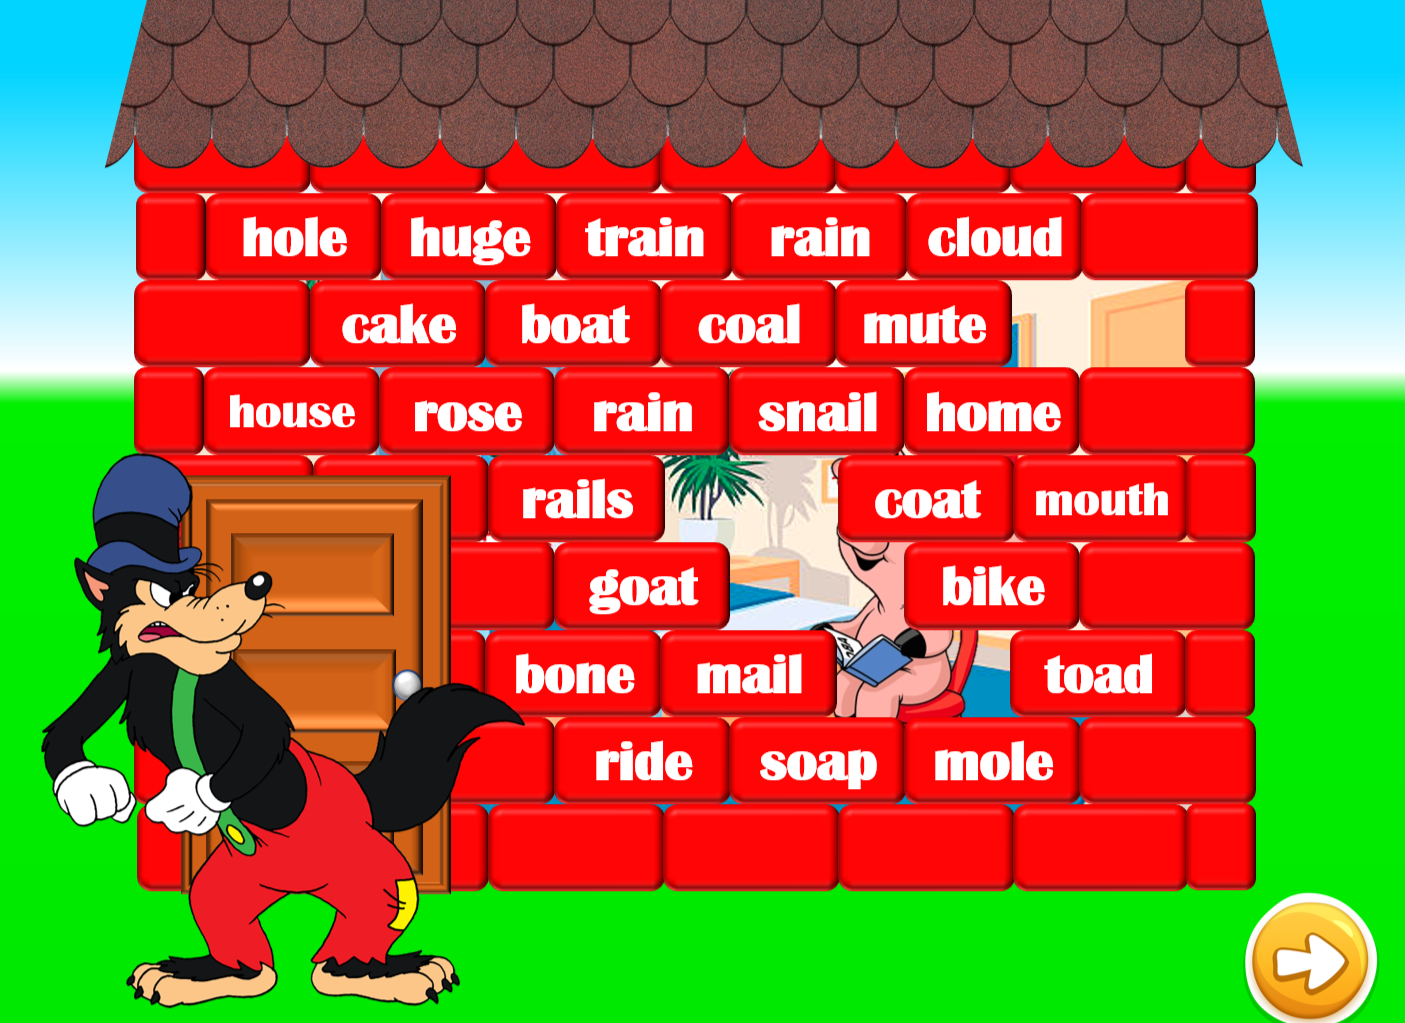 hole huge train rain cloud
cake boat coal mute
house rose rain snail home
rails coat mouth
goat bike
bone mail toad
ride soap mole